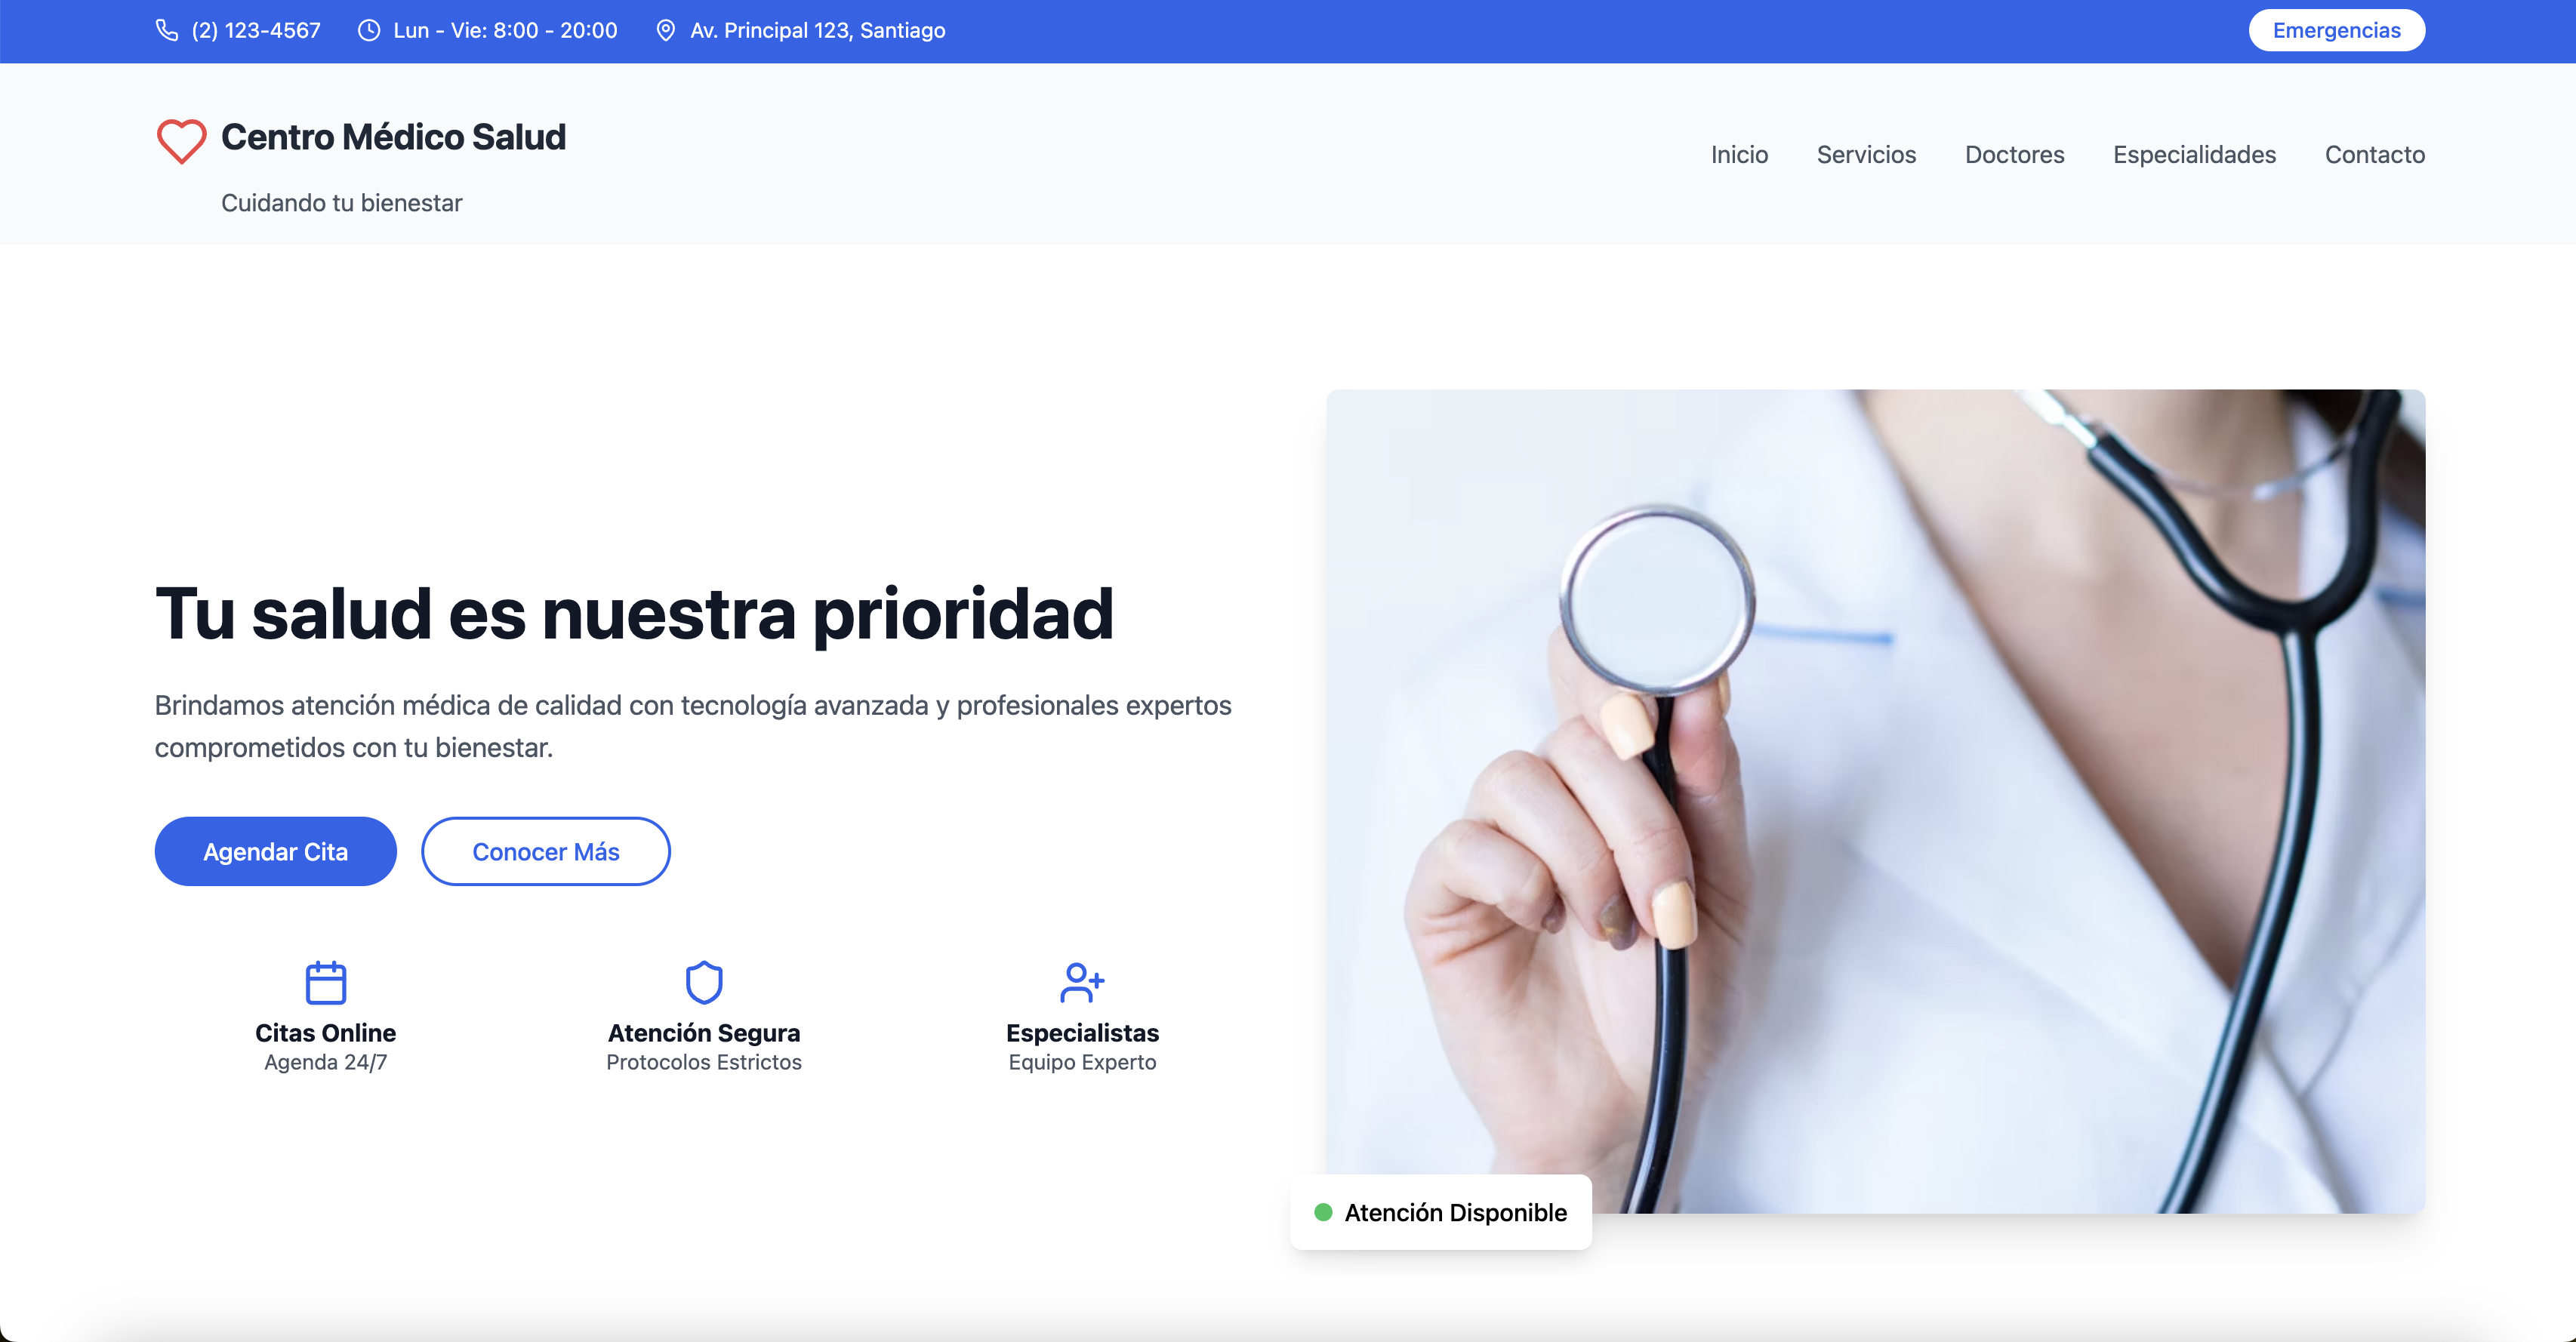 (2) 123-4567
Lun - Vie: 8:00 - 20:00
Av. Principal 123, Santiago
Emergencias
Centro Médico Salud
Cuidando tu bienestar
Inicio
Servicios
Doctores
Especialidades
Contacto
Tu salud es nuestra prioridad
Brindamos atención médica de calidad con tecnología avanzada y profesionales expertos
comprometidos con tu bienestar.
Agendar Cita
Conocer Más
Citas Online
Agenda 24/7
Atención Segura
Protocolos Estrictos
Especialistas
Equipo Experto
Atención Disponible